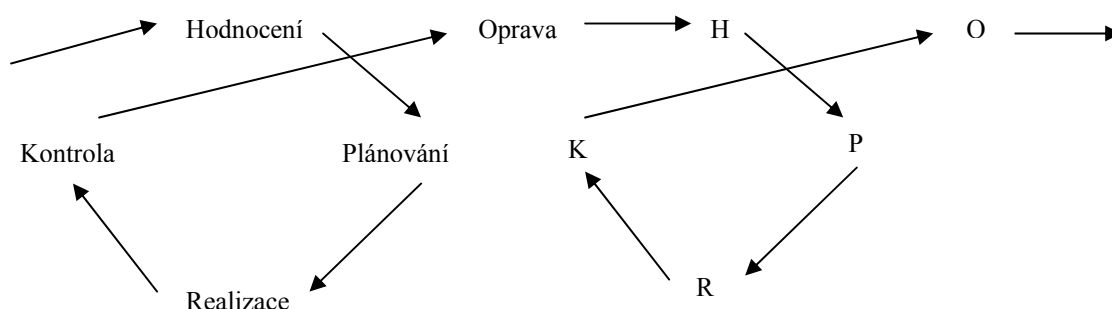 Hodnocení Oprava H O
Kontrola Plánování K P
Realizace R